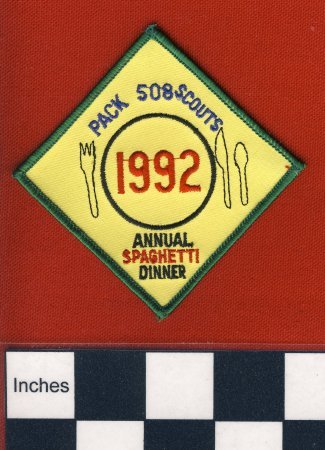 PACK 508 SCOUTS
1992
ANNUAL
SPAGHETTI
DINNER
Inches